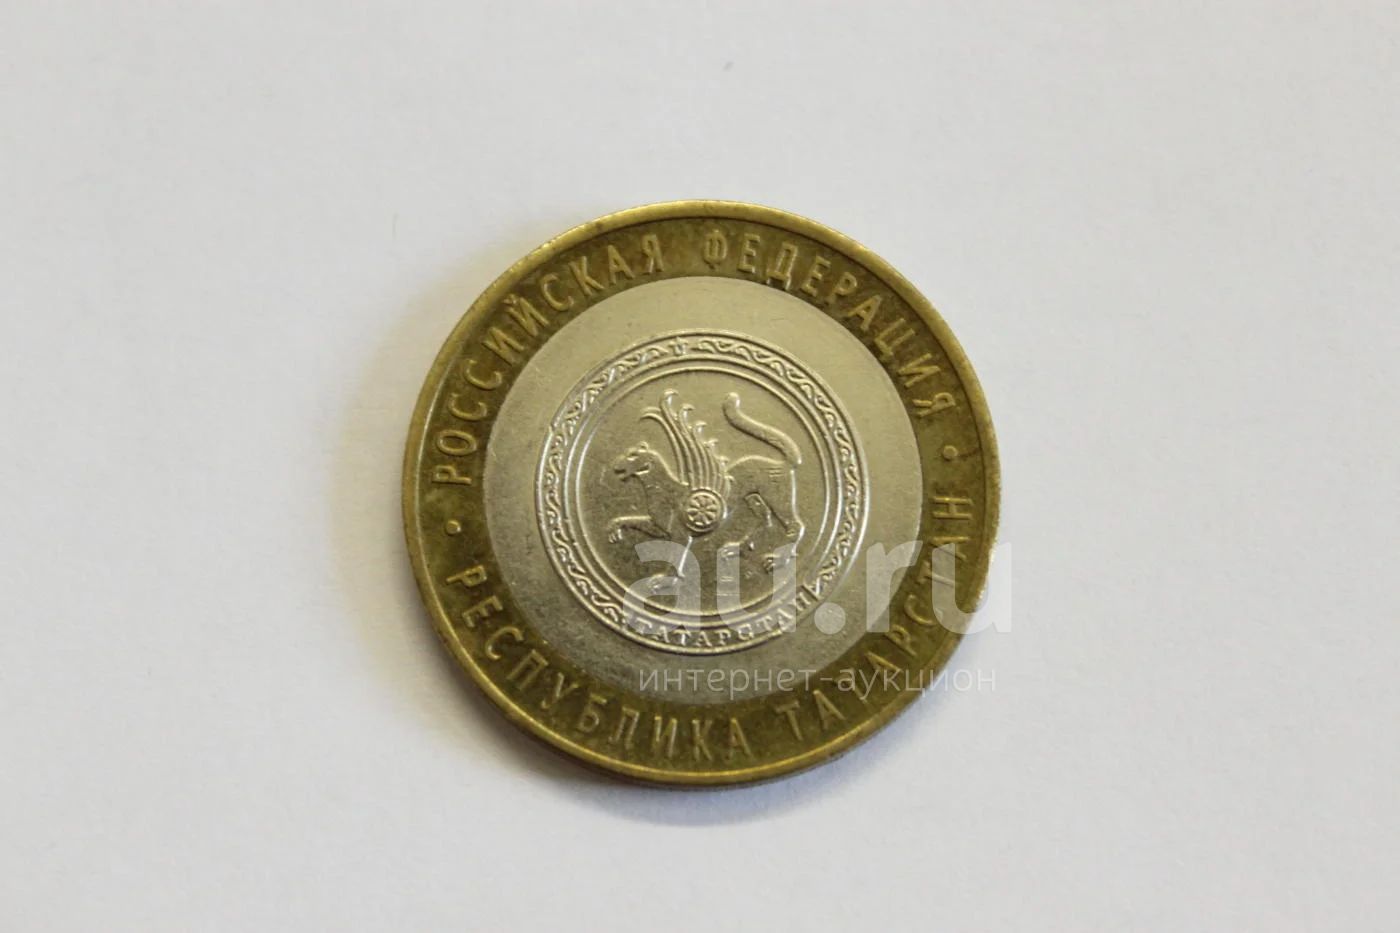 РОССИЙСКАЯ ФЕДЕРАЦИЯ
• РЕСПУБЛИКА ТАТАРСТАН •
ТАТАРСТАН
au.ru
интернет-аукцион